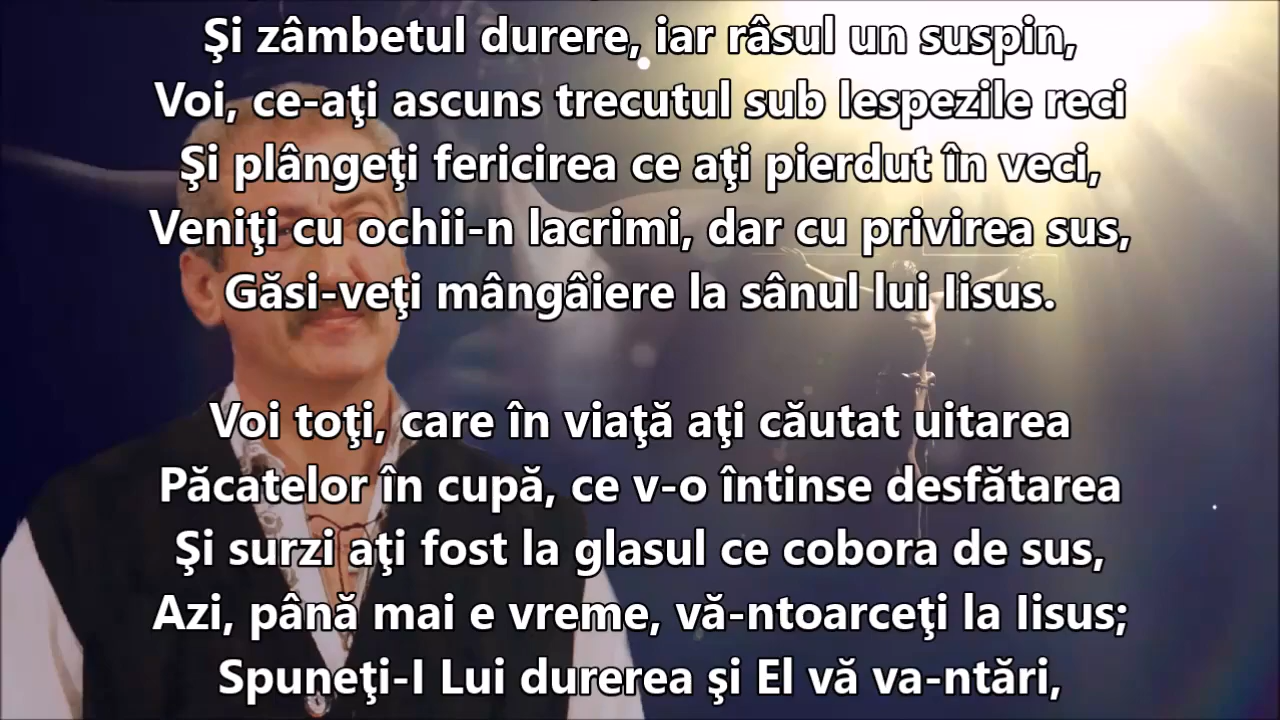 Şi zâmbetul durere, iar râsul un suspin,
Voi, ce-aţi ascuns trecutul sub lespezile reci
Şi plângeţi fericirea ce aţi pierdut în veci,
Veniţi cu ochii-n lacrimi, dar cu privirea sus,
Găsi-veţi mângâiere la sânul lui Iisus.
Voi toţi, care în viaţă aţi căutat uitarea
Păcatelor în cupă, ce v-o întinse desfătarea
Şi surzi aţi fost la glasul ce cobora de sus,
Azi, până mai e vreme, vă-ntoarceţi la Iisus;
Spuneţi-I Lui durerea şi El vă va-ntări,